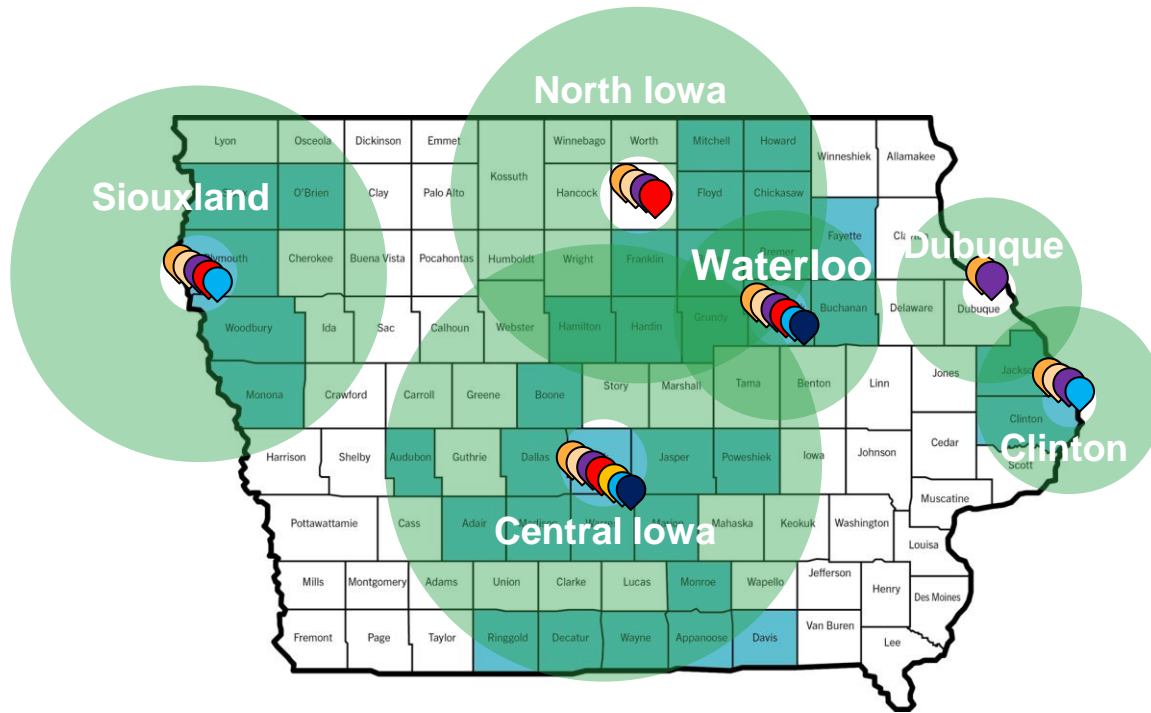 North Iowa
Lyon
Osceola
Dickinson
Emmet
Winnebago
Worth
Mitchell
Howard
Winneshiek
Allamakee
Siouxland
O'Brien
Clay
Palo Alto
Kossuth
Hancock
Floyd
Chickasaw
Fayette
Dubuque
Plymouth
Cherokee
Buena Vista
Pocahontas
Humboldt
Wright
Franklin
Waterloo
Woodbury
Ida
Sac
Calhoun
Webster
Hamilton
Hardin
Grundy
Buchanan
Delaware
Dubuque
Monona
Crawford
Carroll
Greene
Boone
Story
Marshall
Tama
Benton
Linn
Jones
Clinton
Harrison
Shelby
Audubon
Guthrie
Dallas
Jasper
Poweshiek
Iowa
Johnson
Cedar
Clinton
Scott
Central Iowa
Pottawattamie
Cass
Adair
Mahaska
Keokuk
Washington
Muscatine
Louisa
Mills
Montgomery
Adams
Union
Clarke
Lucas
Monroe
Wapello
Jefferson
Henry
Des Moines
Fremont
Page
Taylor
Ringgold
Decatur
Wayne
Appanoose
Davis
Van Buren
Lee